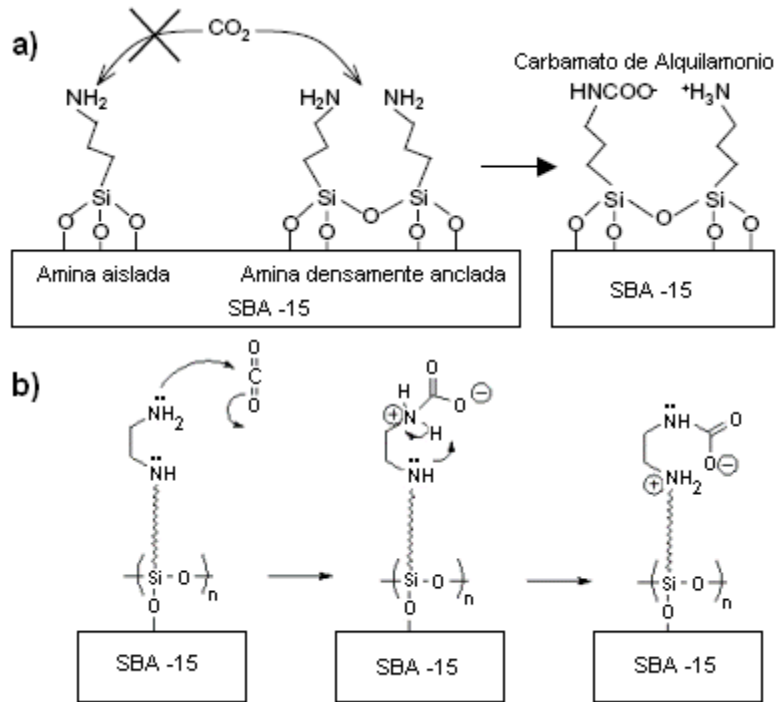 a)
CO2
Carbamato de Alquilamonio
NH2 H2N NH2 HNCOO- +H3N
Si Si Si Si Si
O O O O O O O O O O O O O
Amina aislada Amina densamente anclada
SBA -15
SBA -15
b)
O
C
O
NH2
NH
Si O
n
O
SBA -15
H
O
O
N
H
NH
Si O
n
O
SBA -15
NH
O
O
NH2
Si O
n
O
SBA -15